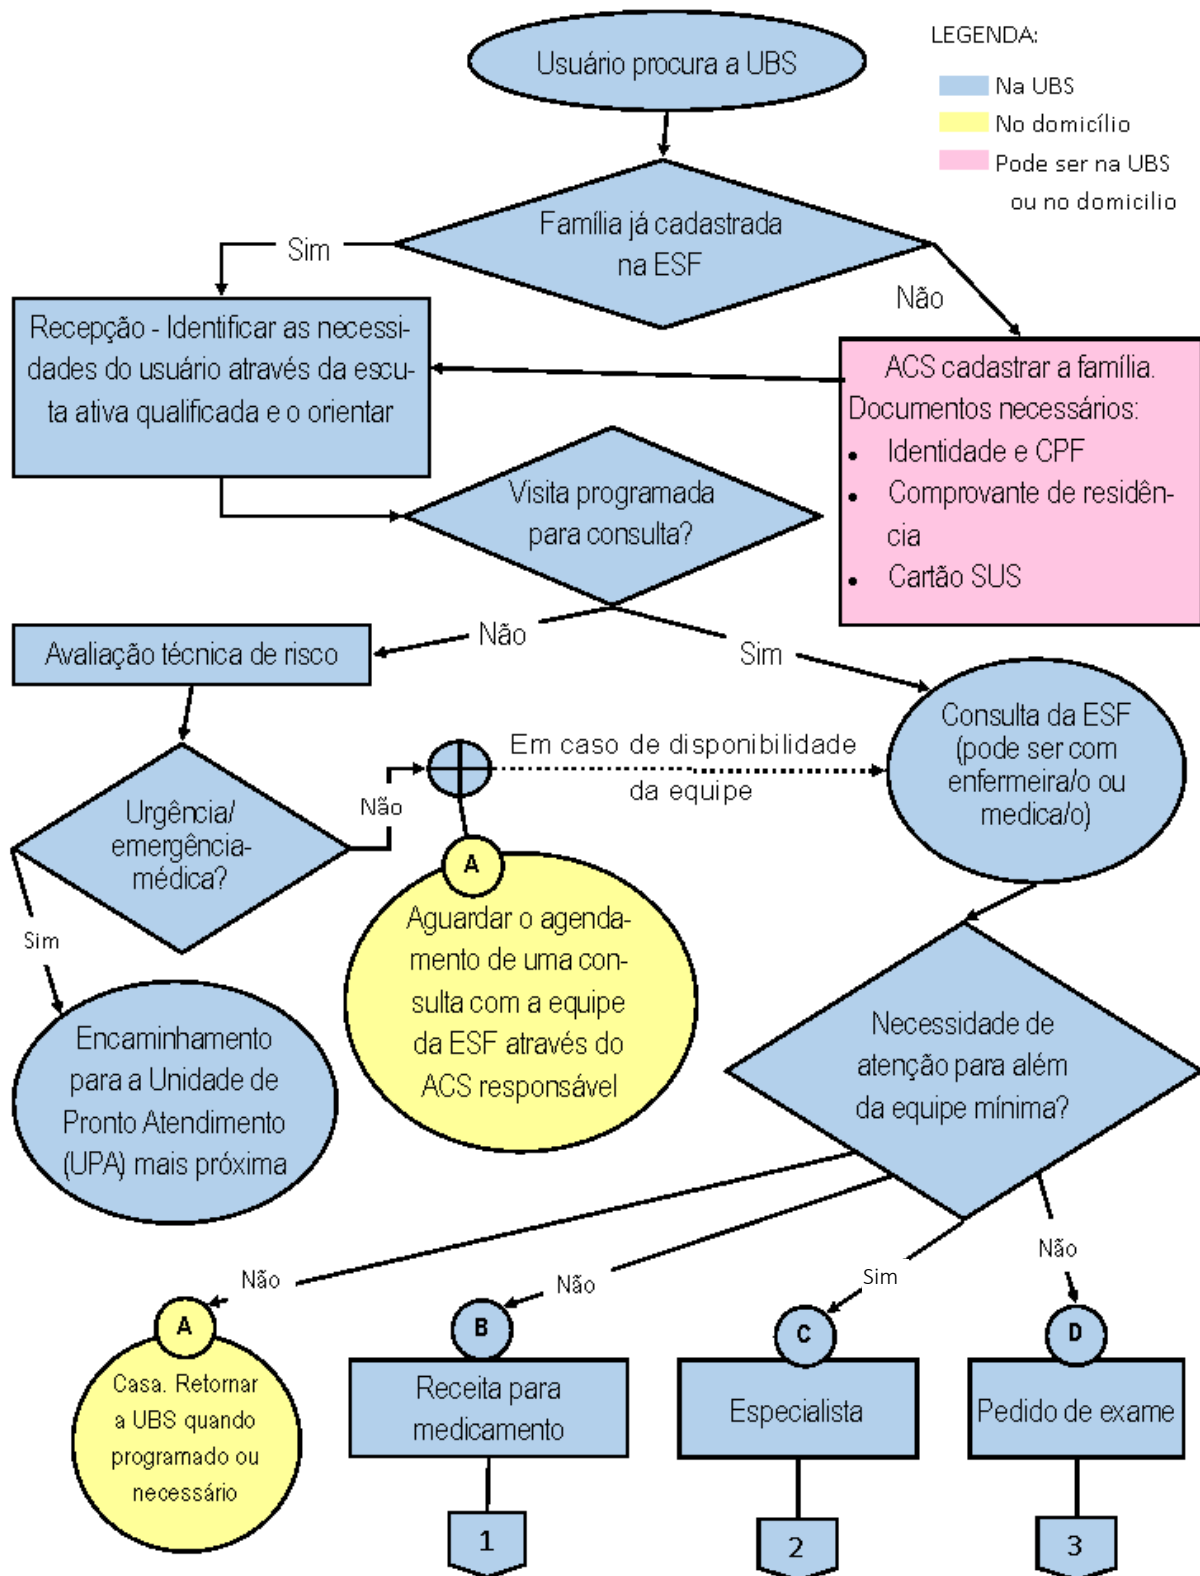 Usuário procura a UBS
LEGENDA:
Na UBS
No domicílio
Pode ser na UBS
ou no domicilio
Família já cadastrada
na ESF
Sim
Não
Recepção - Identificar as necessi-
dades do usuário através da escu-
ta ativa qualificada e o orientar
ACS cadastrar a família.
Documentos necessários:
• Identidade e CPF
• Comprovante de residên-
cia
• Cartão SUS
Visita programada
para consulta?
Não
Sim
Avaliação técnica de risco
Consulta da ESF
(pode ser com
enfermeira/o ou
medica/o)
Em caso de disponibilidade
da equipe
Urgência/
emergência-
médica?
Não
Sim
A
Aguardar o agenda-
mento de uma con-
sulta com a equipe
da ESF através do
ACS responsável
Encaminhamento
para a Unidade de
Pronto Atendimento
(UPA) mais próxima
Necessidade de
atenção para além
da equipe mínima?
Não
Não
Sim
Não
A
Casa. Retornar
a UBS quando
programado ou
necessário
B
Receita para
medicamento
C
Especialista
D
Pedido de exame
1
2
3